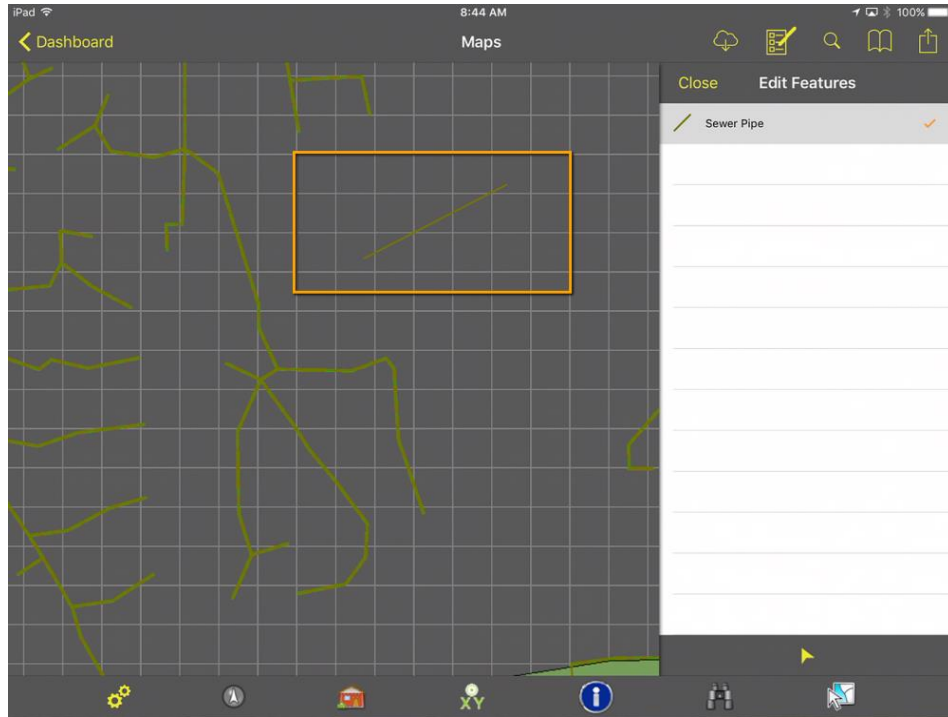 iPad 8:44 AM 100%
Dashboard Maps
Close Edit Features
Sewer Pipe
XY
i